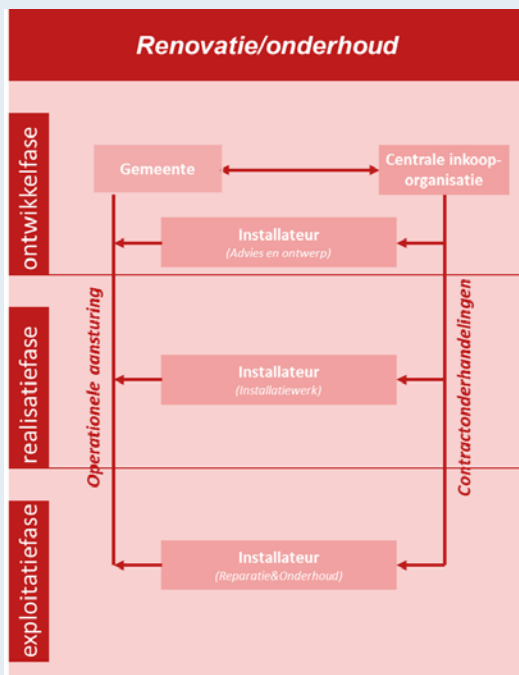 Renovatie/onderhoud
ontwikkelfase
Gemeente
Centrale inkoop-
organisatie
Installateur
(Advies en ontwerp)
Operationele aansturing
Contractonderhandelingen
realisatiefase
Installateur
(Installatiewerk)
exploitatiefase
Installateur
(Reparatie&Onderhoud)